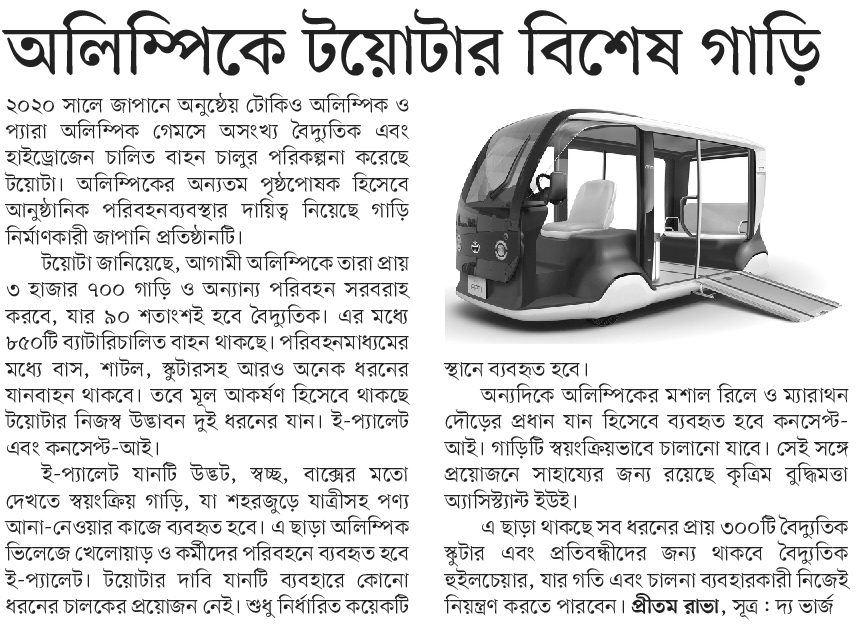 অলিম্পিকে টয়োটার বিশেষ গাড়ি
২০২০ সালে জাপানে অনুষ্ঠেয় টোকিও অলিম্পিক ও
প্যারা অলিম্পিক গেমসে অসংখ্য বৈদ্যুতিক এবং
হাইড্রোজেন চালিত বাহন চালুর পরিকল্পনা করেছে
টয়োটা। অলিম্পিকের অন্যতম পৃষ্ঠপোষক হিসেবে
আনুষ্ঠানিক পরিবহনব্যবস্থার দায়িত্ব নিয়েছে গাড়ি
নির্মাণকারী জাপানি প্রতিষ্ঠানটি।
টয়োটা জানিয়েছে, আগামী অলিম্পিকে তারা প্রায়
৩ হাজার ৭০০ গাড়ি ও অন্যান্য পরিবহন সরবরাহ
করবে, যার ৯০ শতাংশই হবে বৈদ্যুতিক। এর মধ্যে
৮৫০টি ব্যাটারিচালিত বাহন থাকছে। পরিবহনমাধ্যমের
মধ্যে বাস, শাটল, স্কুটারসহ আরও অনেক ধরনের
যানবাহন থাকবে। তবে মূল আকর্ষণ হিসেবে থাকছে
টয়োটার নিজস্ব উদ্ভাবন দুই ধরনের যান। ই-প্যালেট
এবং কনসেপ্ট-আই।
ই-প্যালেট যানটি উদ্ভট, স্বচ্ছ, বাক্সের মতো
দেখতে স্বয়ংক্রিয় গাড়ি, যা শহরজুড়ে যাত্রীসহ পণ্য
আনা-নেওয়ার কাজে ব্যবহৃত হবে। এ ছাড়া অলিম্পিক
ভিলেজে খেলোয়াড় ও কর্মীদের পরিবহনে ব্যবহৃত হবে
ই-প্যালেট। টয়োটার দাবি যানটি ব্যবহারে কোনো
ধরনের চালকের প্রয়োজন নেই। শুধু নির্ধারিত কয়েকটি
স্থানে ব্যবহৃত হবে।
অন্যদিকে অলিম্পিকের মশাল রিলে ও ম্যারাথন
দৌড়ের প্রধান যান হিসেবে ব্যবহৃত হবে কনসেপ্ট-
আই। গাড়িটি স্বয়ংক্রিয়ভাবে চালানো যাবে। সেই সঙ্গে
প্রয়োজনে সাহায্যের জন্য রয়েছে কৃত্রিম বুদ্ধিমত্তা
অ্যাসিস্ট্যান্ট ইউই।
এ ছাড়া থাকছে সব ধরনের প্রায় ৩০০টি বৈদ্যুতিক
স্কুটার এবং প্রতিবন্ধীদের জন্য থাকবে বৈদ্যুতিক
হুইলচেয়ার, যার গতি এবং চালনা ব্যবহারকারী নিজেই
নিয়ন্ত্রণ করতে পারবেন। প্রীতম রাভা, সূত্র : দ্য ভার্জ